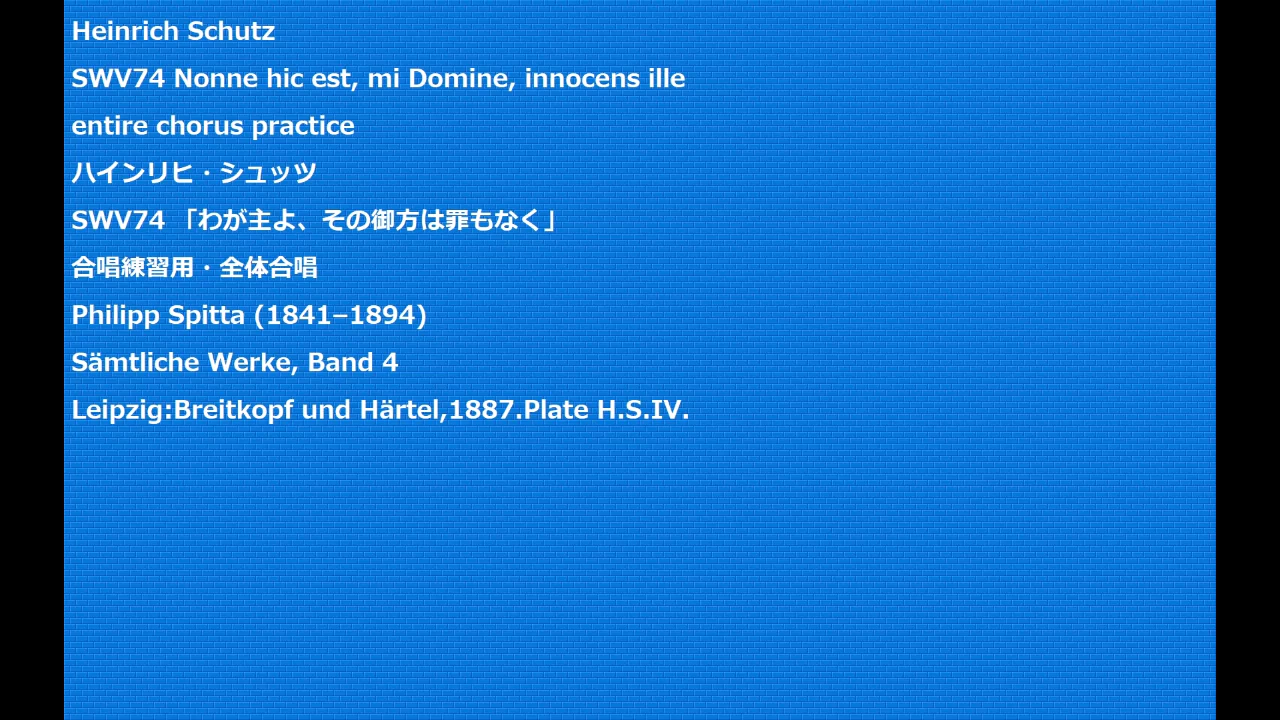 Heinrich Schutz
SWV74 Nonne hic est, mi Domine, innocens ille
entire chorus practice
ハインリヒ・シュッツ
SWV74 「わが主よ、その御方は罪もなく」
合唱練習用・全体合唱
Philipp Spitta (1841–1894)
Sämtliche Werke, Band 4
Leipzig:Breitkopf und Härtel,1887.Plate H.S.IV.